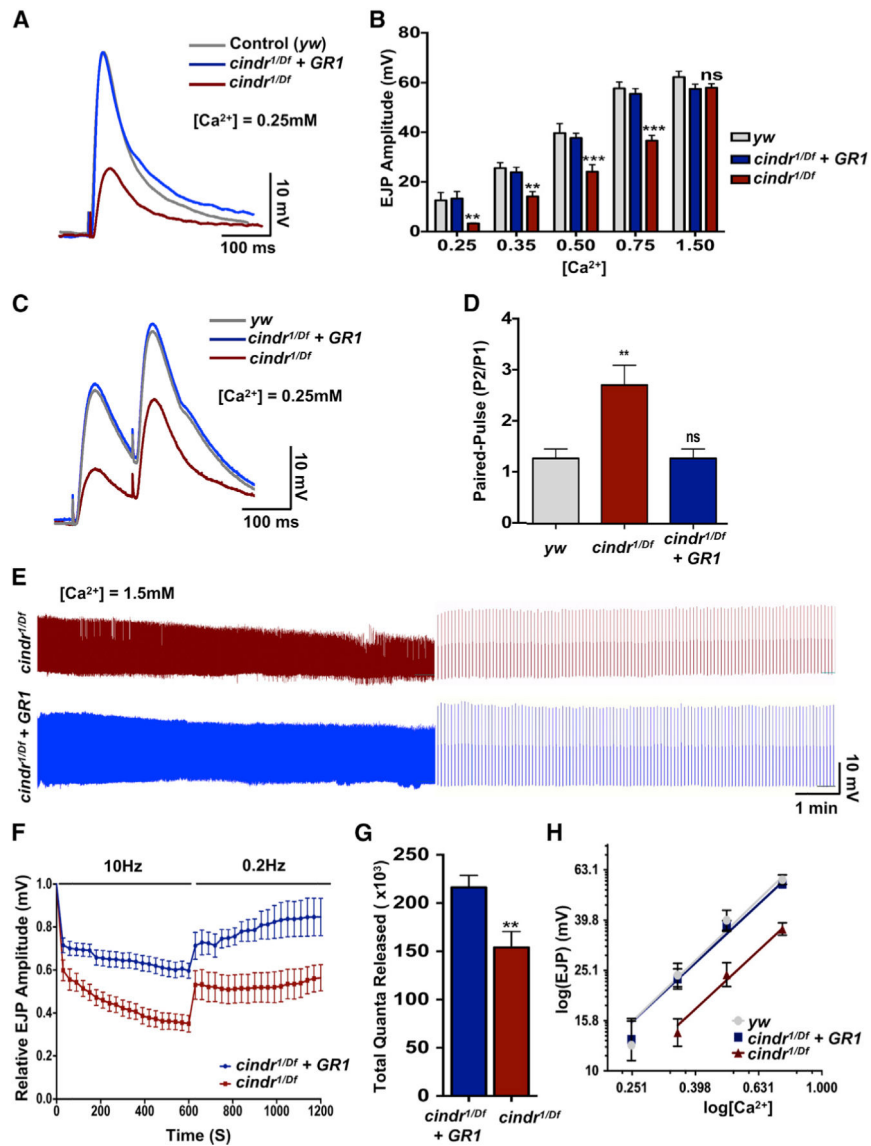 A
Control (yw)
cindr1/Df + GR1
cindr1/Df
[Ca2+] = 0.25mM
10 mV
100 ms
B
EJP Amplitude (mV)
80
60
40
20
0
**
**
***
***
ns
0.25 0.35 0.50 0.75 1.50
[Ca2+]
yw
cindr1/Df + GR1
cindr1/Df
C
yw
cindr1/Df + GR1
cindr1/Df
[Ca2+] = 0.25mM
10 mV
100 ms
D
Paired-Pulse (P2/P1)
4
3
2
1
0
**
ns
yw
cindr1/Df
cindr1/Df
+ GR1
E
[Ca2+] = 1.5mM
cindr1/Df
cindr1/Df + GR1
10 mV
1 min
F
10Hz 0.2Hz
Relative EJP Amplitude (mV)
1.0
0.8
0.6
0.4
0.2
0.0
cindr1/Df + GR1
cindr1/Df
0 200 400 600 800 1000 1200
Time (S)
G
Total Quanta Released ( x103)
250
200
150
100
50
0
**
cindr1/Df
+ GR1
cindr1/Df
H
log(EJP) (mV)
63.1
39.8
25.1
15.8
10
yw
cindr1/Df + GR1
cindr1/Df
0.251 0.398 0.631 1.000
log[Ca2+]